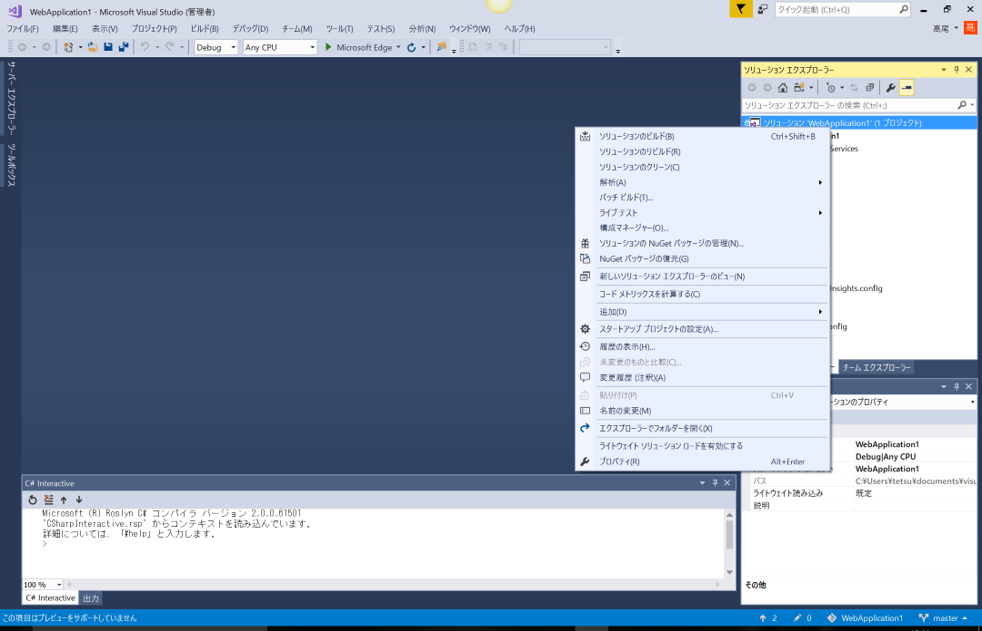 WebApplication1 - Microsoft Visual Studio (管理者)
クイック起動 (Ctrl+Q)
ファイル(F) 編集(E) 表示(V) プロジェクト(P) ビルド(B) デバッグ(D) チーム(M) ツール(T) テスト(S) 分析(N) ウィンドウ(W) ヘルプ(H)
高尾 高
Debug Any CPU Microsoft Edge
サーバー エクスプローラー
ツールボックス
ソリューション エクスプローラー
ソリューション エクスプローラー の検索 (Ctrl+;)
ソリューション 'WebApplication1' (1 プロジェクト)
n1
Services
nsights.config
nfig
ソリューションのビルド(B) Ctrl+Shift+B
ソリューションのリビルド(R)
ソリューションのクリーン(C)
解析(A)
バッチ ビルド(T)...
ライブ テスト
構成マネージャー(O)...
ソリューションの NuGet パッケージの管理(N)...
NuGet パッケージの復元(G)
新しいソリューション エクスプローラーのビュー(N)
コード メトリックスを計算する(C)
追加(D)
スタートアップ プロジェクトの設定(A)...
履歴の表示(H)...
未変更のものと比較(C)...
変更履歴 (注釈)(A)
貼り付け(P) Ctrl+V
名前の変更(M)
エクスプローラーでフォルダーを開く(X)
ライトウェイト ソリューション ロードを有効にする
プロパティ(R) Alt+Enter
チーム エクスプローラー
ションのプロパティ
WebApplication1
Debug|Any CPU
WebApplication1
パス C:¥Users¥tetsu¥documents¥visu
ライトウェイト読み込み 既定
説明
その他
C# Interactive
Microsoft (R) Roslyn C# コンパイラ バージョン 2.0.0.61501
'CSharpInteractive.rsp' からコンテキストを読み込んでいます。
詳細については、「#help」と入力します。
>
100 %
C# Interactive 出力
この項目はプレビューをサポートしていません
2 0 WebApplication1 master